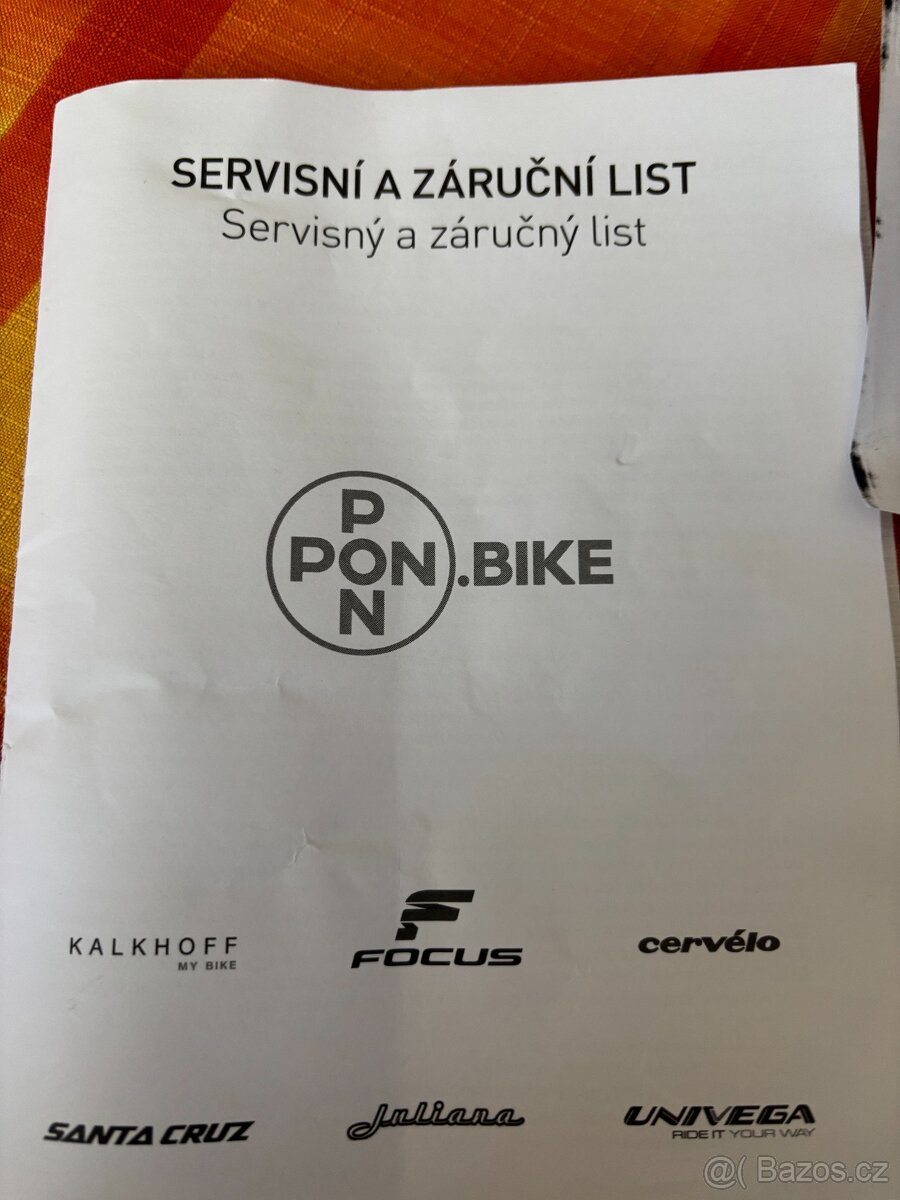 SERVISNÍ A ZÁRUČNÍ LIST
Servisný a záručný list
P
PON.BIKE
N
KALKHOFF
MY BIKE
FOCUS
cervélo
SANTA CRUZ
Juliana
UNIVEGA
RIDE IT YOUR WAY
@( Bazos.cz